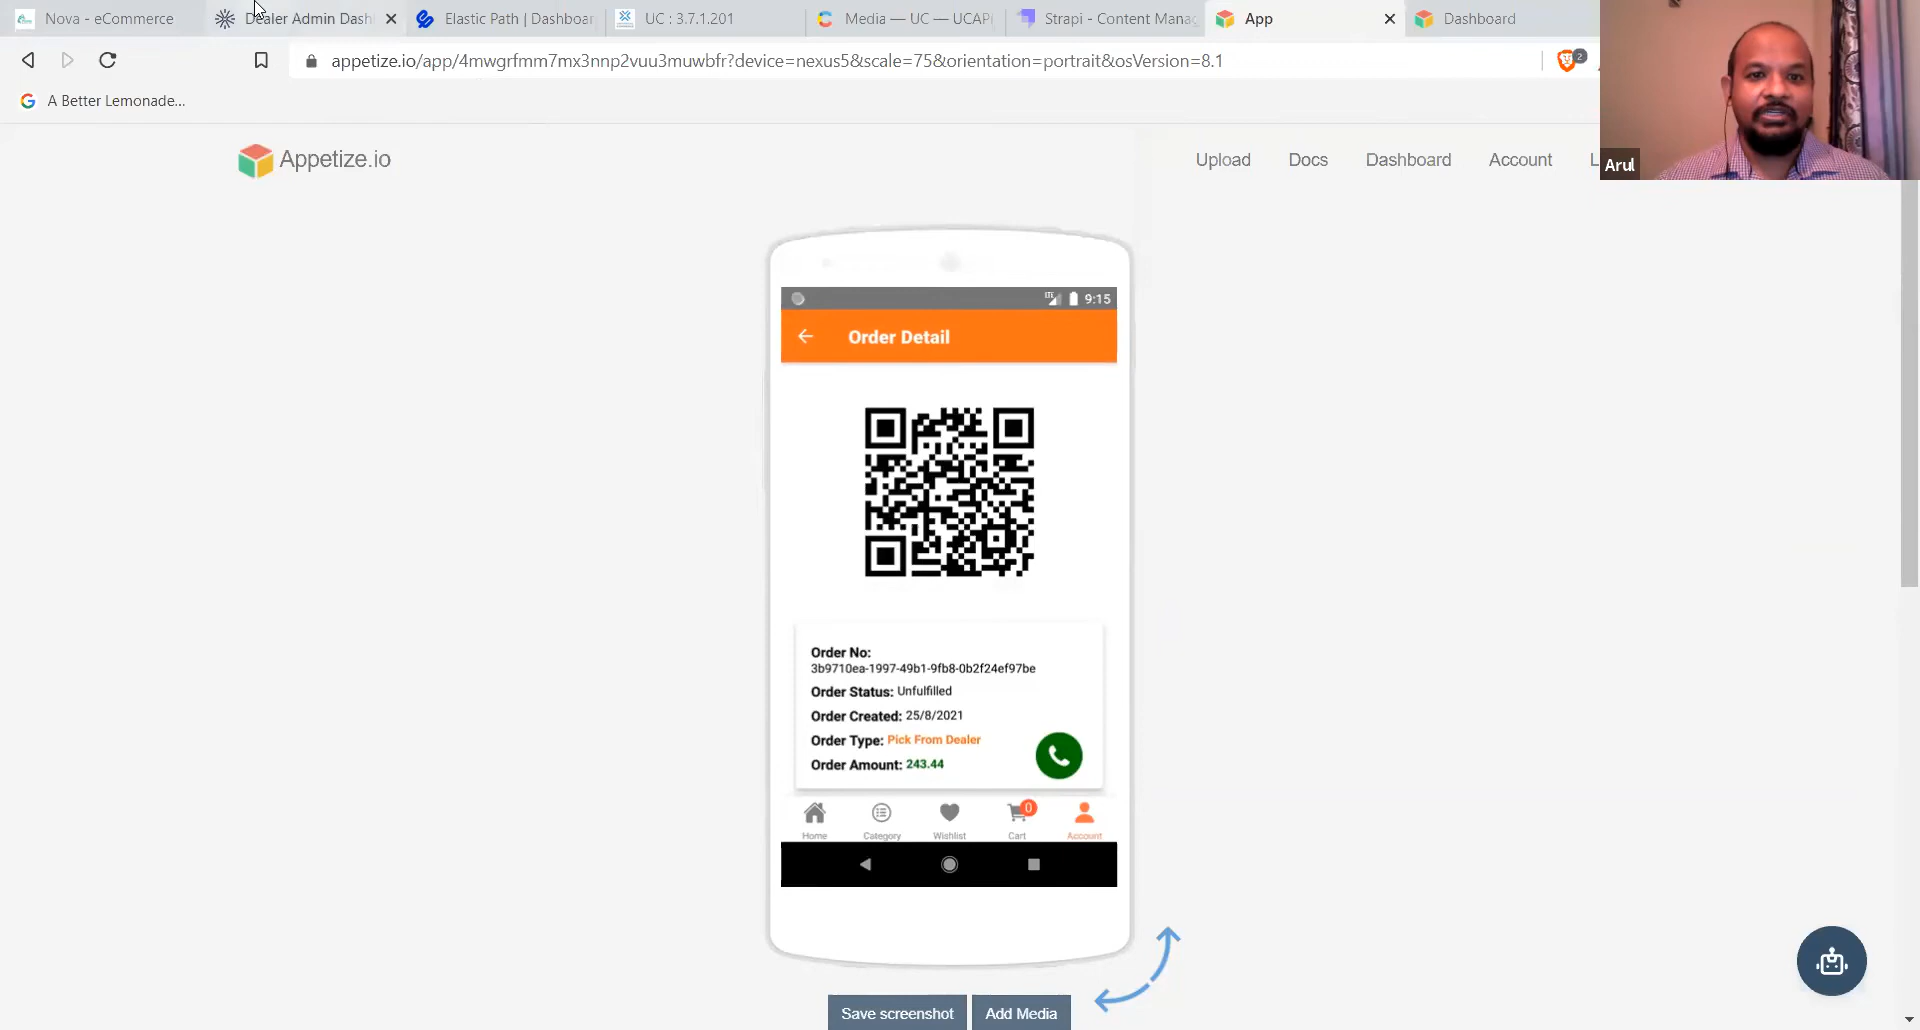 Nova - eCommerce
Dealer Admin Dash
Elastic Path | Dashboar
UC : 3.7.1.201
Media — UC — UCAPI
Strapi - Content Manag
App
Dashboard
appetize.io/app/4mwgrfmm7mx3nnp2vuu3muwbfr?device=nexus5&scale=75&orientation=portrait&osVersion=8.1
2
A Better Lemonade...
Arul
Appetize.io
Upload
Docs
Dashboard
Account
L
LTE
9:15
Order Detail
Order No:
3b9710ea-1997-49b1-9fb8-0b2f24ef97be
Order Status: Unfulfilled
Order Created: 25/8/2021
Order Type: Pick From Dealer
Order Amount: 243.44
0
Home
Category
Wishlist
Cart
Account
Save screenshot
Add Media